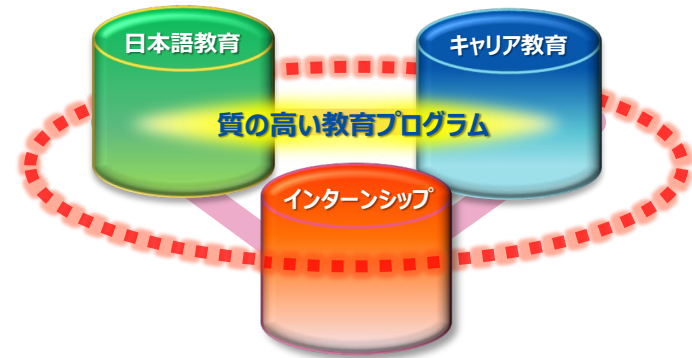 日本語教育
キャリア教育
質の高い教育プログラム
インターンシップ